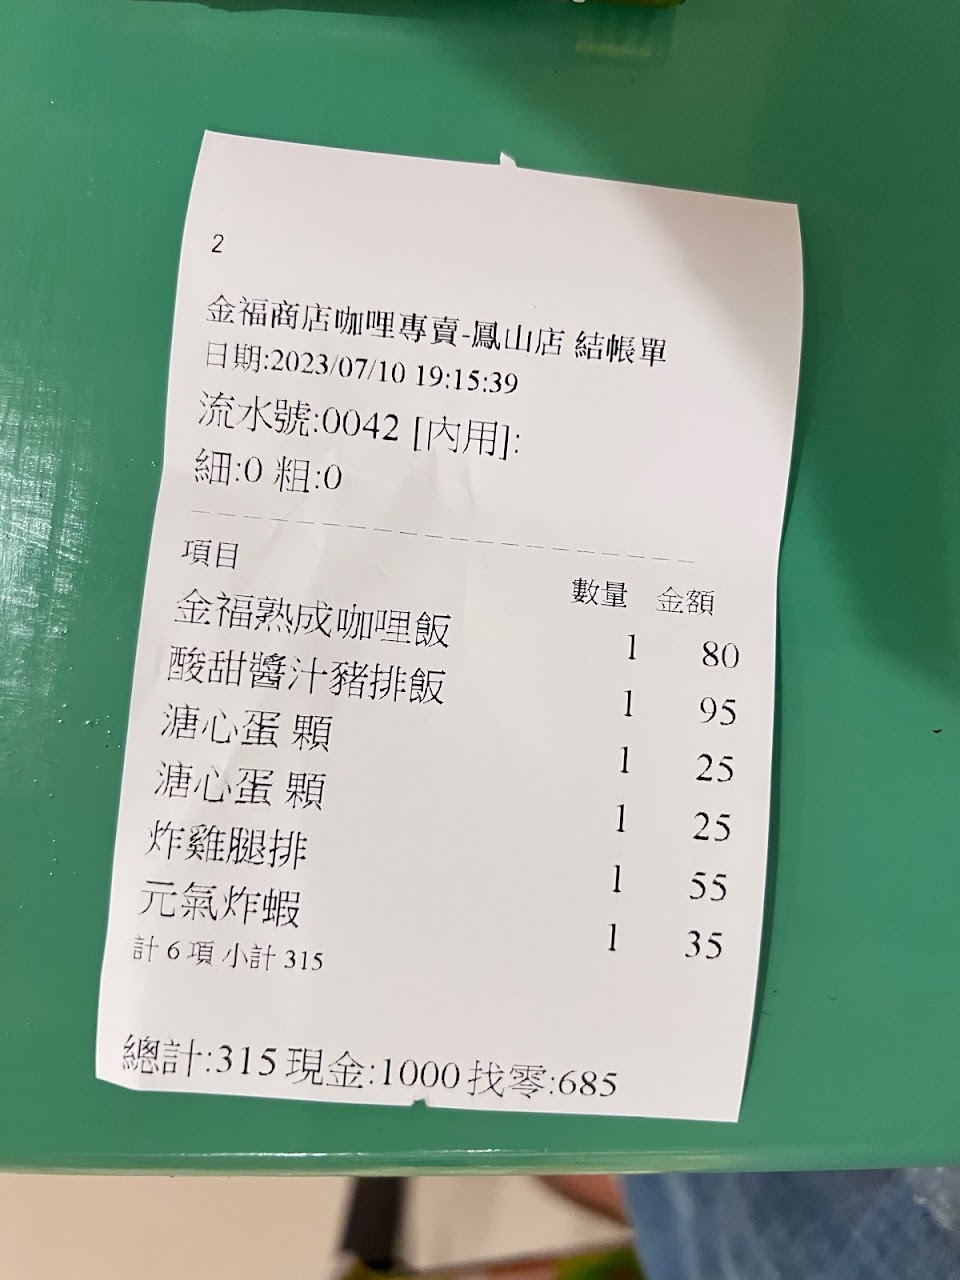 2
金福商店咖哩專賣-鳳山店 結帳單
日期:2023/07/10 19:15:39
流水號:0042 [內用]:
細:0 粗:0
項目 數量 金額
金福熟成咖哩飯 1 80
酸甜醬汁豬排飯 1 95
溏心蛋 顆 1 25
溏心蛋 顆 1 25
炸雞腿排 1 55
元氣炸蝦 1 35
計 6 項 小計 315
總計:315 現金:1000 找零:685